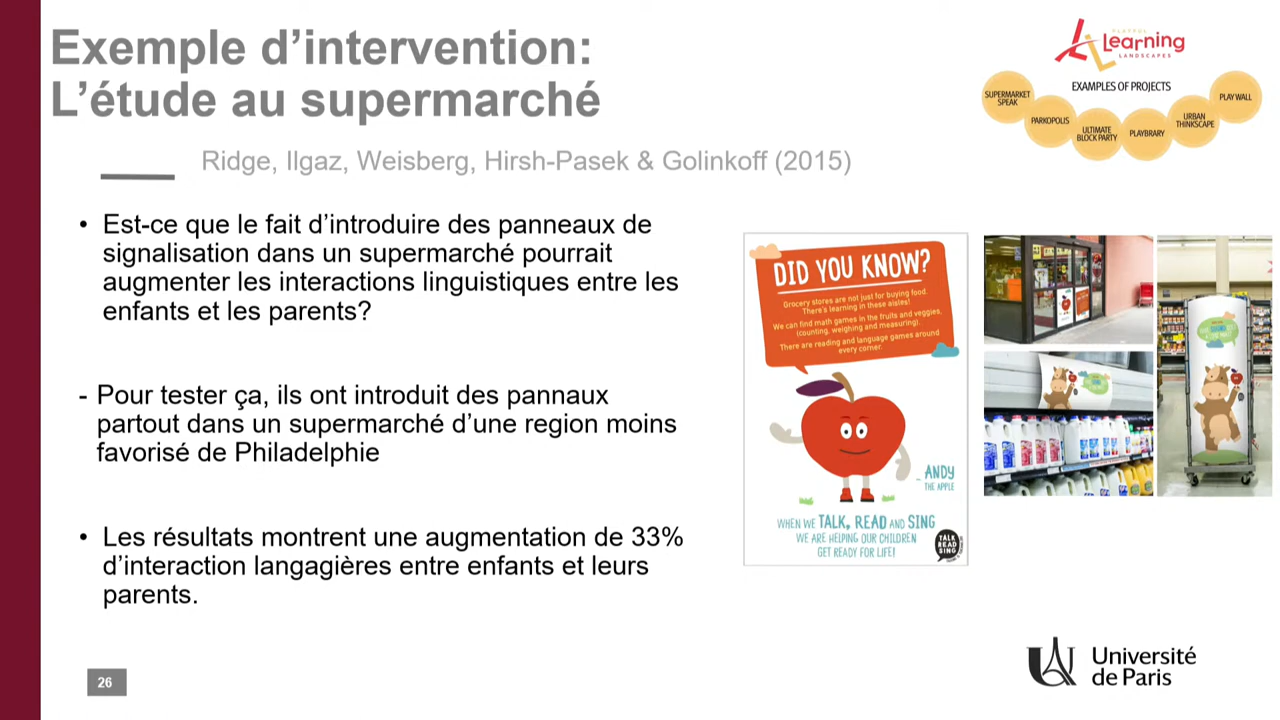 Exemple d'intervention:
L'étude au supermarché
Ridge, Ilgaz, Weisberg, Hirsh-Pasek & Golinkoff (2015)
PLAYFUL
Learning
LANDSCAPES
EXAMPLES OF PROJECTS
SUPERMARKET
SPEAK
PARKOPOLIS
ULTIMATE
BLOCK PARTY
PLAYBRARY
URBAN
THINKSCAPE
PLAY WALL
• Est-ce que le fait d'introduire des panneaux de
signalisation dans un supermarché pourrait
augmenter les interactions linguistiques entre les
enfants et les parents?
- Pour tester ça, ils ont introduit des pannaux
partout dans un supermarché d'une region moins
favorisé de Philadelphie
• Les résultats montrent une augmentation de 33%
d'interaction langagières entre enfants et leurs
parents.
DID YOU KNOW?
Grocery stores are not just for buying food.
There's learning in these aisles!
We can find math games in the fruits and veggies,
(counting, weighing and measuring).
There are reading and language games around
every corner.
ANDY
THE APPLE
WHEN WE TALK, READ AND SING
WE ARE HELPING OUR CHILDREN
GET READY FOR LIFE!
TALK
READ
SING
26
Université
de Paris